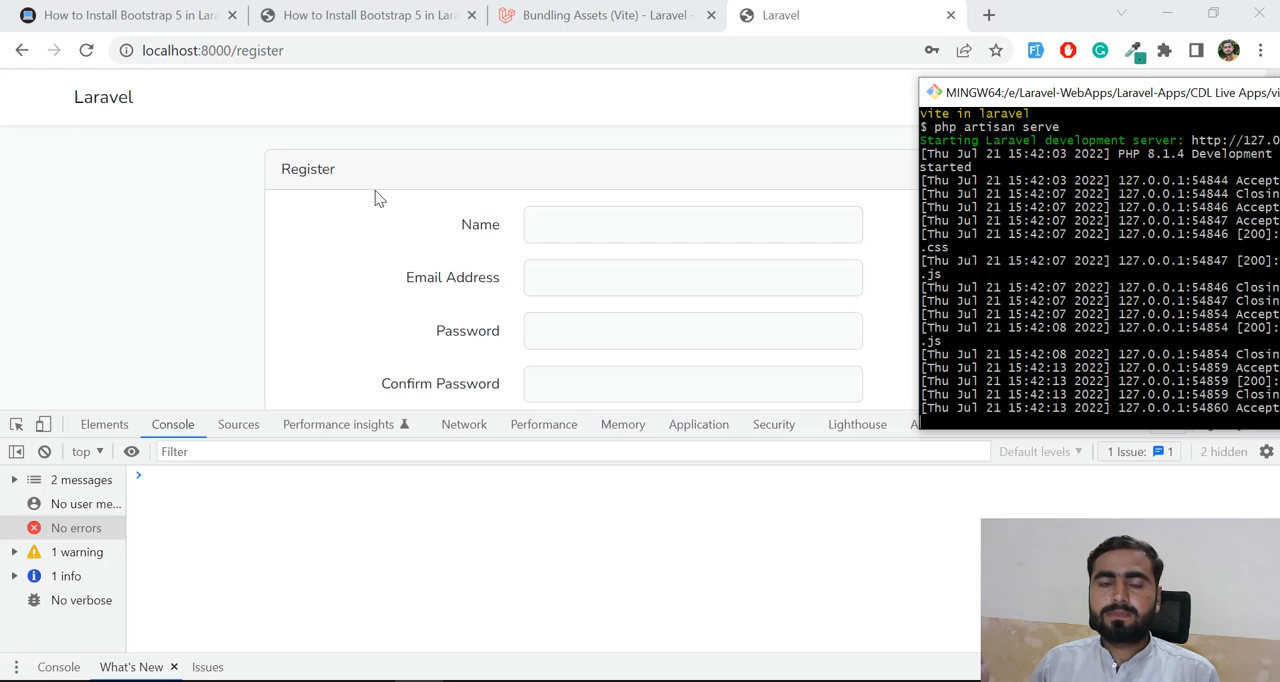 How to Install Bootstrap 5 in Lara
How to Install Bootstrap 5 in Lara
Bundling Assets (Vite) - Laravel -
Laravel
localhost:8000/register
Laravel
MINGW64:/e/Laravel-WebApps/Laravel-Apps/CDL Live Apps/vi
vite in laravel
$ php artisan serve
Starting Laravel development server: http://127.0
[Thu Jul 21 15:42:03 2022] PHP 8.1.4 Development
started
[Thu Jul 21 15:42:03 2022] 127.0.0.1:54844 Accept
[Thu Jul 21 15:42:07 2022] 127.0.0.1:54844 Closin
[Thu Jul 21 15:42:07 2022] 127.0.0.1:54846 Accept
[Thu Jul 21 15:42:07 2022] 127.0.0.1:54847 Accept
[Thu Jul 21 15:42:07 2022] 127.0.0.1:54846 [200]:
.css
[Thu Jul 21 15:42:07 2022] 127.0.0.1:54847 [200]:
.js
[Thu Jul 21 15:42:07 2022] 127.0.0.1:54846 Closin
[Thu Jul 21 15:42:07 2022] 127.0.0.1:54847 Closin
[Thu Jul 21 15:42:07 2022] 127.0.0.1:54854 Accept
[Thu Jul 21 15:42:08 2022] 127.0.0.1:54854 [200]:
.js
[Thu Jul 21 15:42:08 2022] 127.0.0.1:54854 Closin
[Thu Jul 21 15:42:13 2022] 127.0.0.1:54859 Accept
[Thu Jul 21 15:42:13 2022] 127.0.0.1:54859 [200]:
[Thu Jul 21 15:42:13 2022] 127.0.0.1:54859 Closin
[Thu Jul 21 15:42:13 2022] 127.0.0.1:54860 Accept
Register
Name
Email Address
Password
Confirm Password
Elements
Console
Sources
Performance insights
Network
Performance
Memory
Application
Security
Lighthouse
top
Filter
Default levels
1 Issue: 1
2 hidden
2 messages
No user me...
No errors
1 warning
1 info
No verbose
Console
What's New
Issues